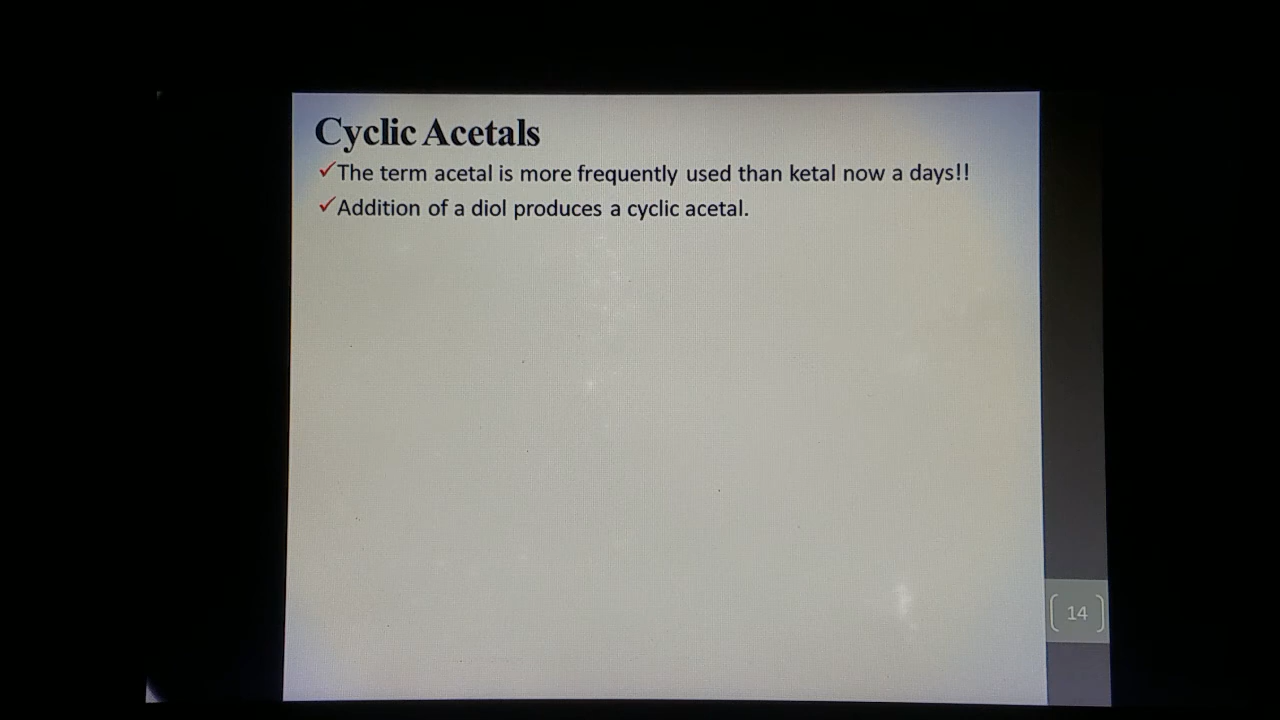 Cyclic Acetals
✓The term acetal is more frequently used than ketal now a days!!
✓Addition of a diol produces a cyclic acetal.
14